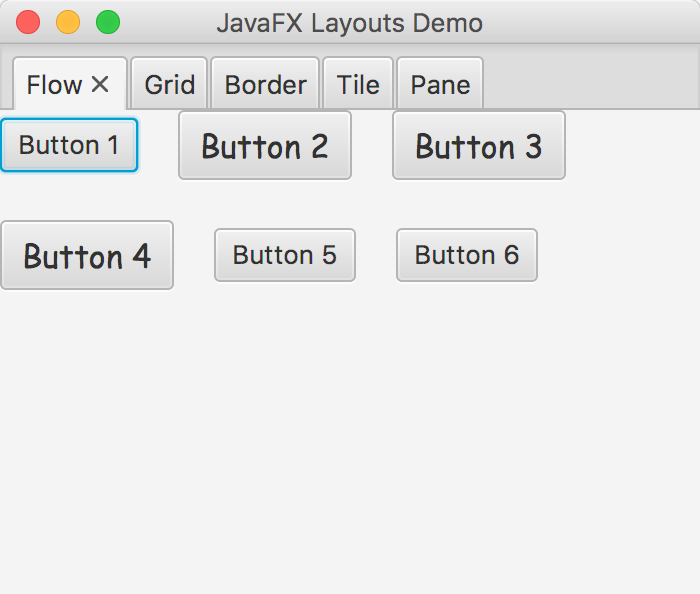 JavaFX Layouts Demo
Flow Grid Border Tile Pane
Button 1 Button 2 Button 3
Button 4 Button 5 Button 6